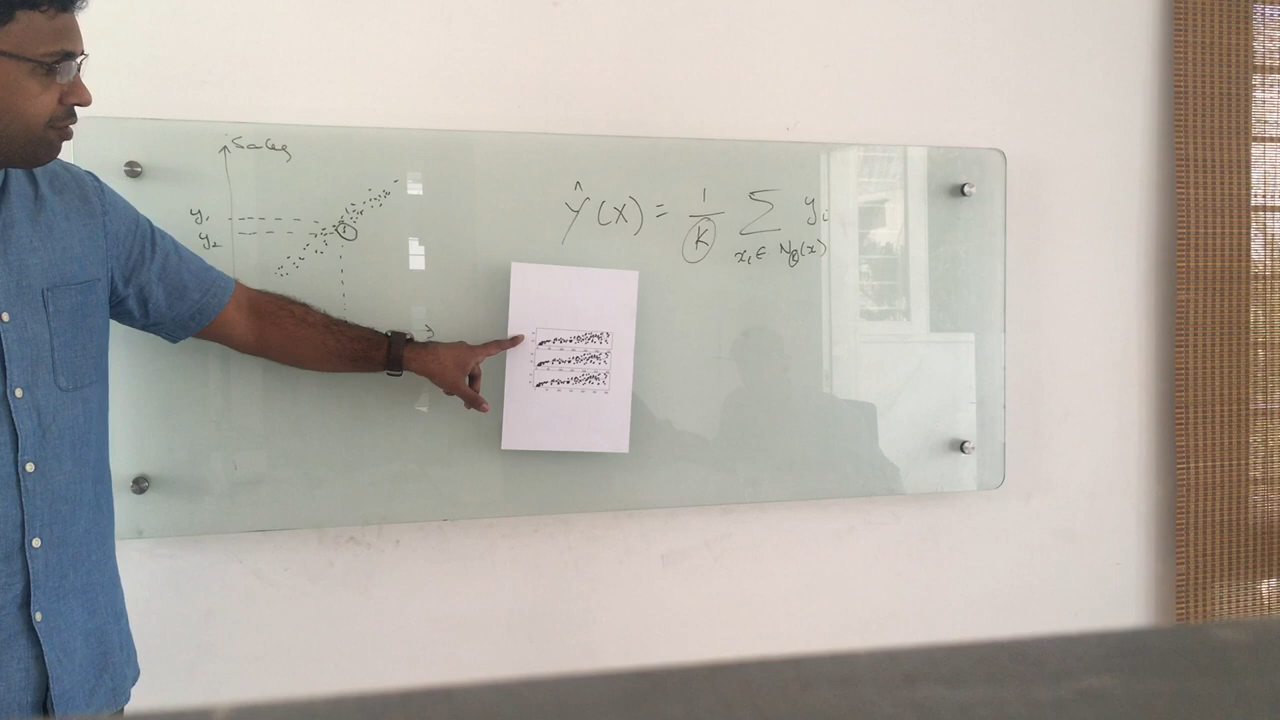 Sales
y₁
y₂
Ŷ(X) = 1/K Σ yᵢ
xᵢ ∈ Nₖ(x)